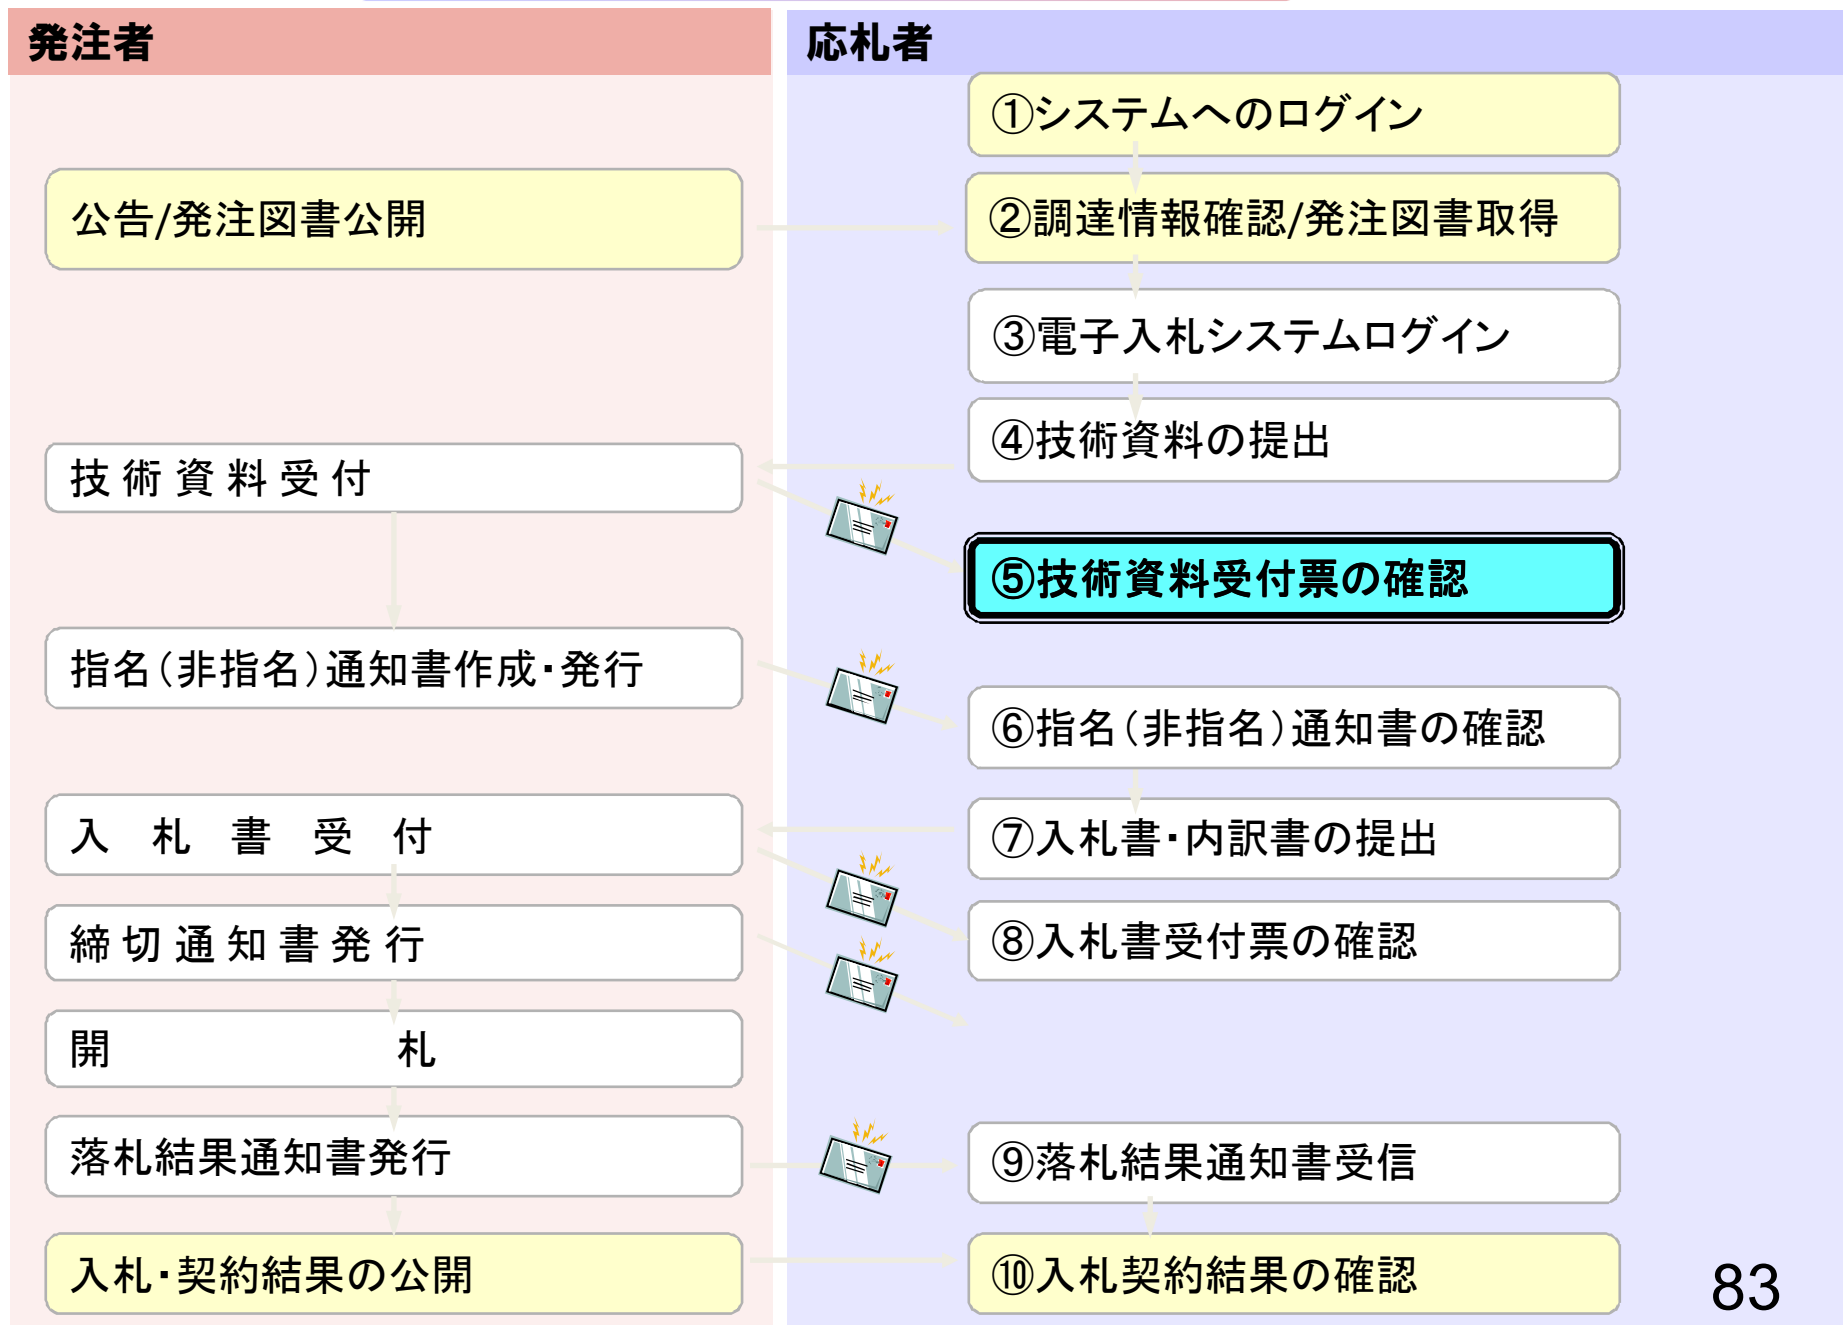 発注者
応札者
①システムへのログイン
公告/発注図書公開
②調達情報確認/発注図書取得
③電子入札システムログイン
④技術資料の提出
技術資料受付
⑤技術資料受付票の確認
指名(非指名)通知書作成・発行
⑥指名(非指名)通知書の確認
入札書受付
⑦入札書・内訳書の提出
締切通知書発行
⑧入札書受付票の確認
開札
落札結果通知書発行
⑨落札結果通知書受信
入札・契約結果の公開
⑩入札契約結果の確認
83